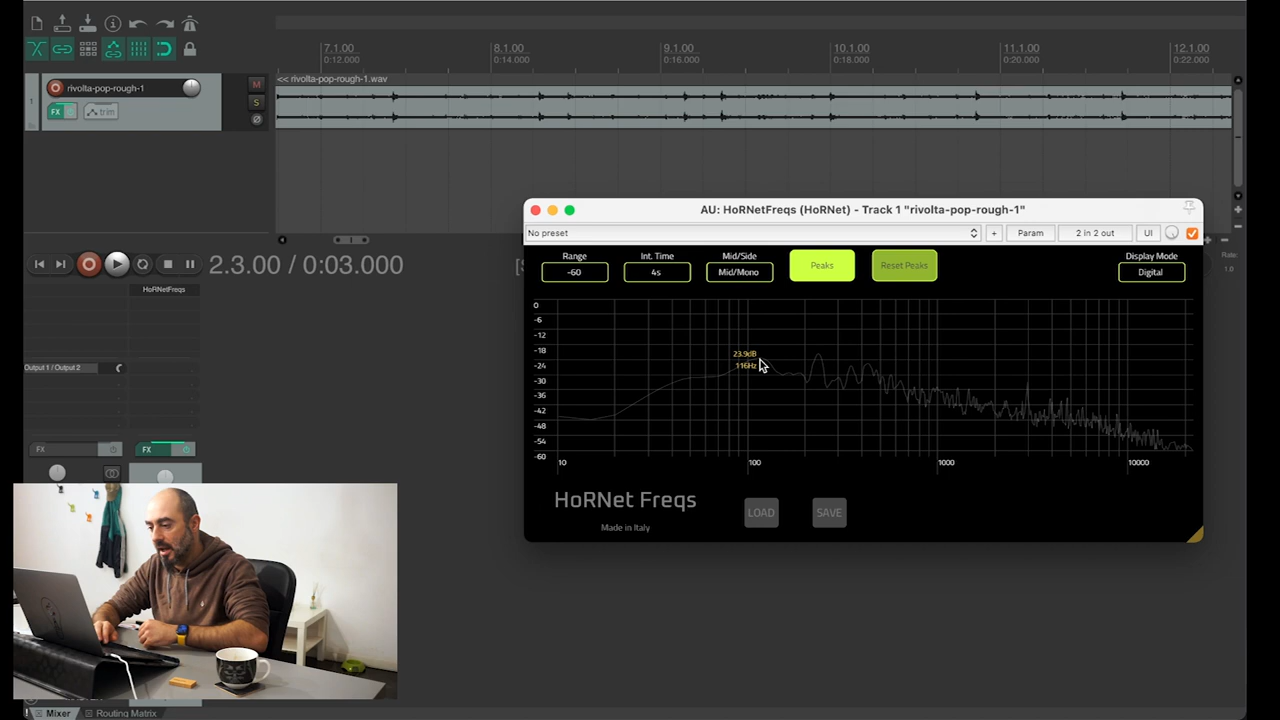 7.1.00
0:12.000
8.1.00
0:14.000
9.1.00
0:16.000
10.1.00
0:18.000
11.1.00
0:20.000
12.1.00
0:22.000
<< rivolta-pop-rough-1.wav
1
rivolta-pop-rough-1
M
S
FX
trim
AU: HoRNetFreqs (HoRNet) - Track 1 "rivolta-pop-rough-1"
No preset
+
Param
2 in 2 out
UI
Range
-60
Int. Time
4s
Mid/Side
Mid/Mono
Peaks
Reset Peaks
Display Mode
Digital
2.3.00 / 0:03.000
Rate:
1.0
HoRNetFreqs
Output 1 / Output 2
FX
FX
0
-6
-12
-18
-24
-30
-36
-42
-48
-54
-60
23.9dB
116Hz
10
100
1000
10000
HoRNet Freqs
Made in Italy
LOAD
SAVE
Mixer
Routing Matrix